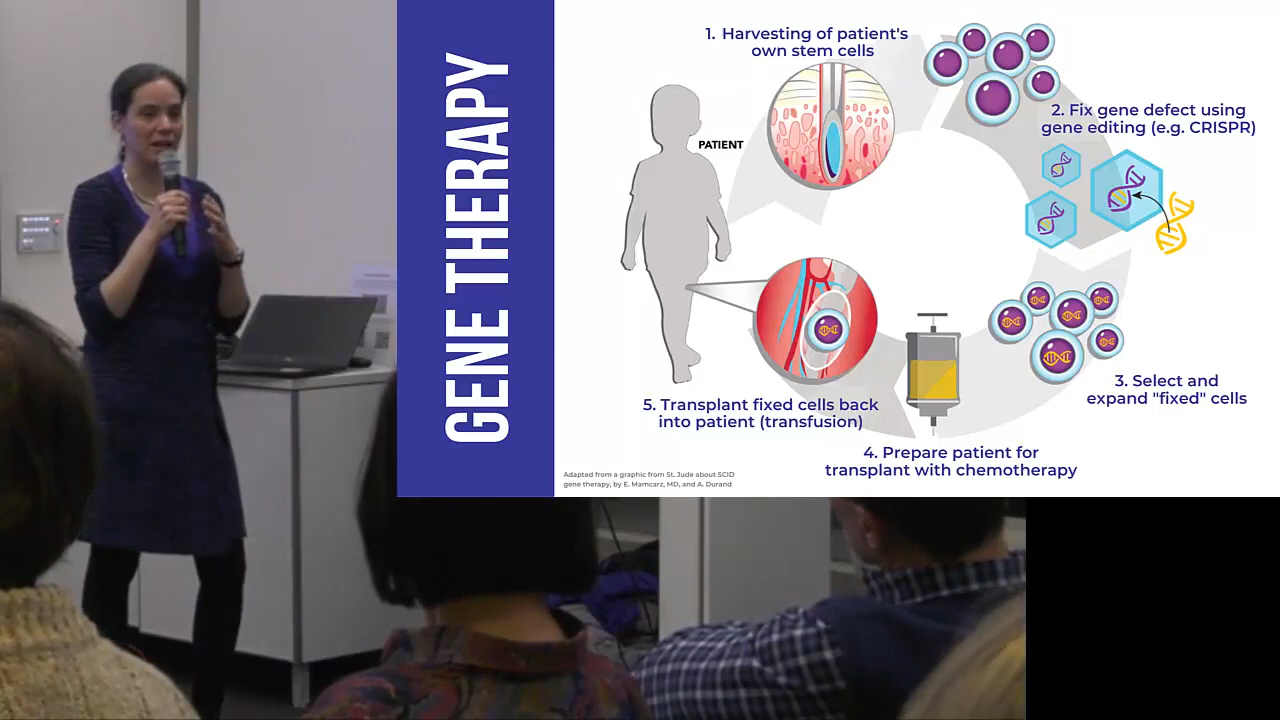 GENE THERAPY
1. Harvesting of patient's
own stem cells
PATIENT
2. Fix gene defect using
gene editing (e.g. CRISPR)
3. Select and
expand "fixed" cells
4. Prepare patient for
transplant with chemotherapy
5. Transplant fixed cells back
into patient (transfusion)
Adapted from a graphic from St. Jude about SCID
gene therapy, by E. Mamcarz, MD, and A. Durand